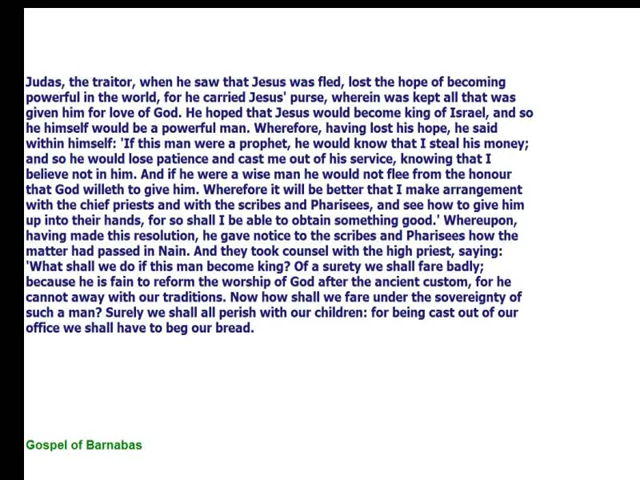 Judas, the traitor, when he saw that Jesus was fled, lost the hope of becoming
powerful in the world, for he carried Jesus' purse, wherein was kept all that was
given him for love of God. He hoped that Jesus would become king of Israel, and so
he himself would be a powerful man. Wherefore, having lost his hope, he said
within himself: 'If this man were a prophet, he would know that I steal his money;
and so he would lose patience and cast me out of his service, knowing that I
believe not in him. And if he were a wise man he would not flee from the honour
that God willeth to give him. Wherefore it will be better that I make arrangement
with the chief priests and with the scribes and Pharisees, and see how to give him
up into their hands, for so shall I be able to obtain something good.' Whereupon,
having made this resolution, he gave notice to the scribes and Pharisees how the
matter had passed in Nain. And they took counsel with the high priest, saying:
'What shall we do if this man become king? Of a surety we shall fare badly;
because he is fain to reform the worship of God after the ancient custom, for he
cannot away with our traditions. Now how shall we fare under the sovereignty of
such a man? Surely we shall all perish with our children: for being cast out of our
office we shall have to beg our bread.
Gospel of Barnabas